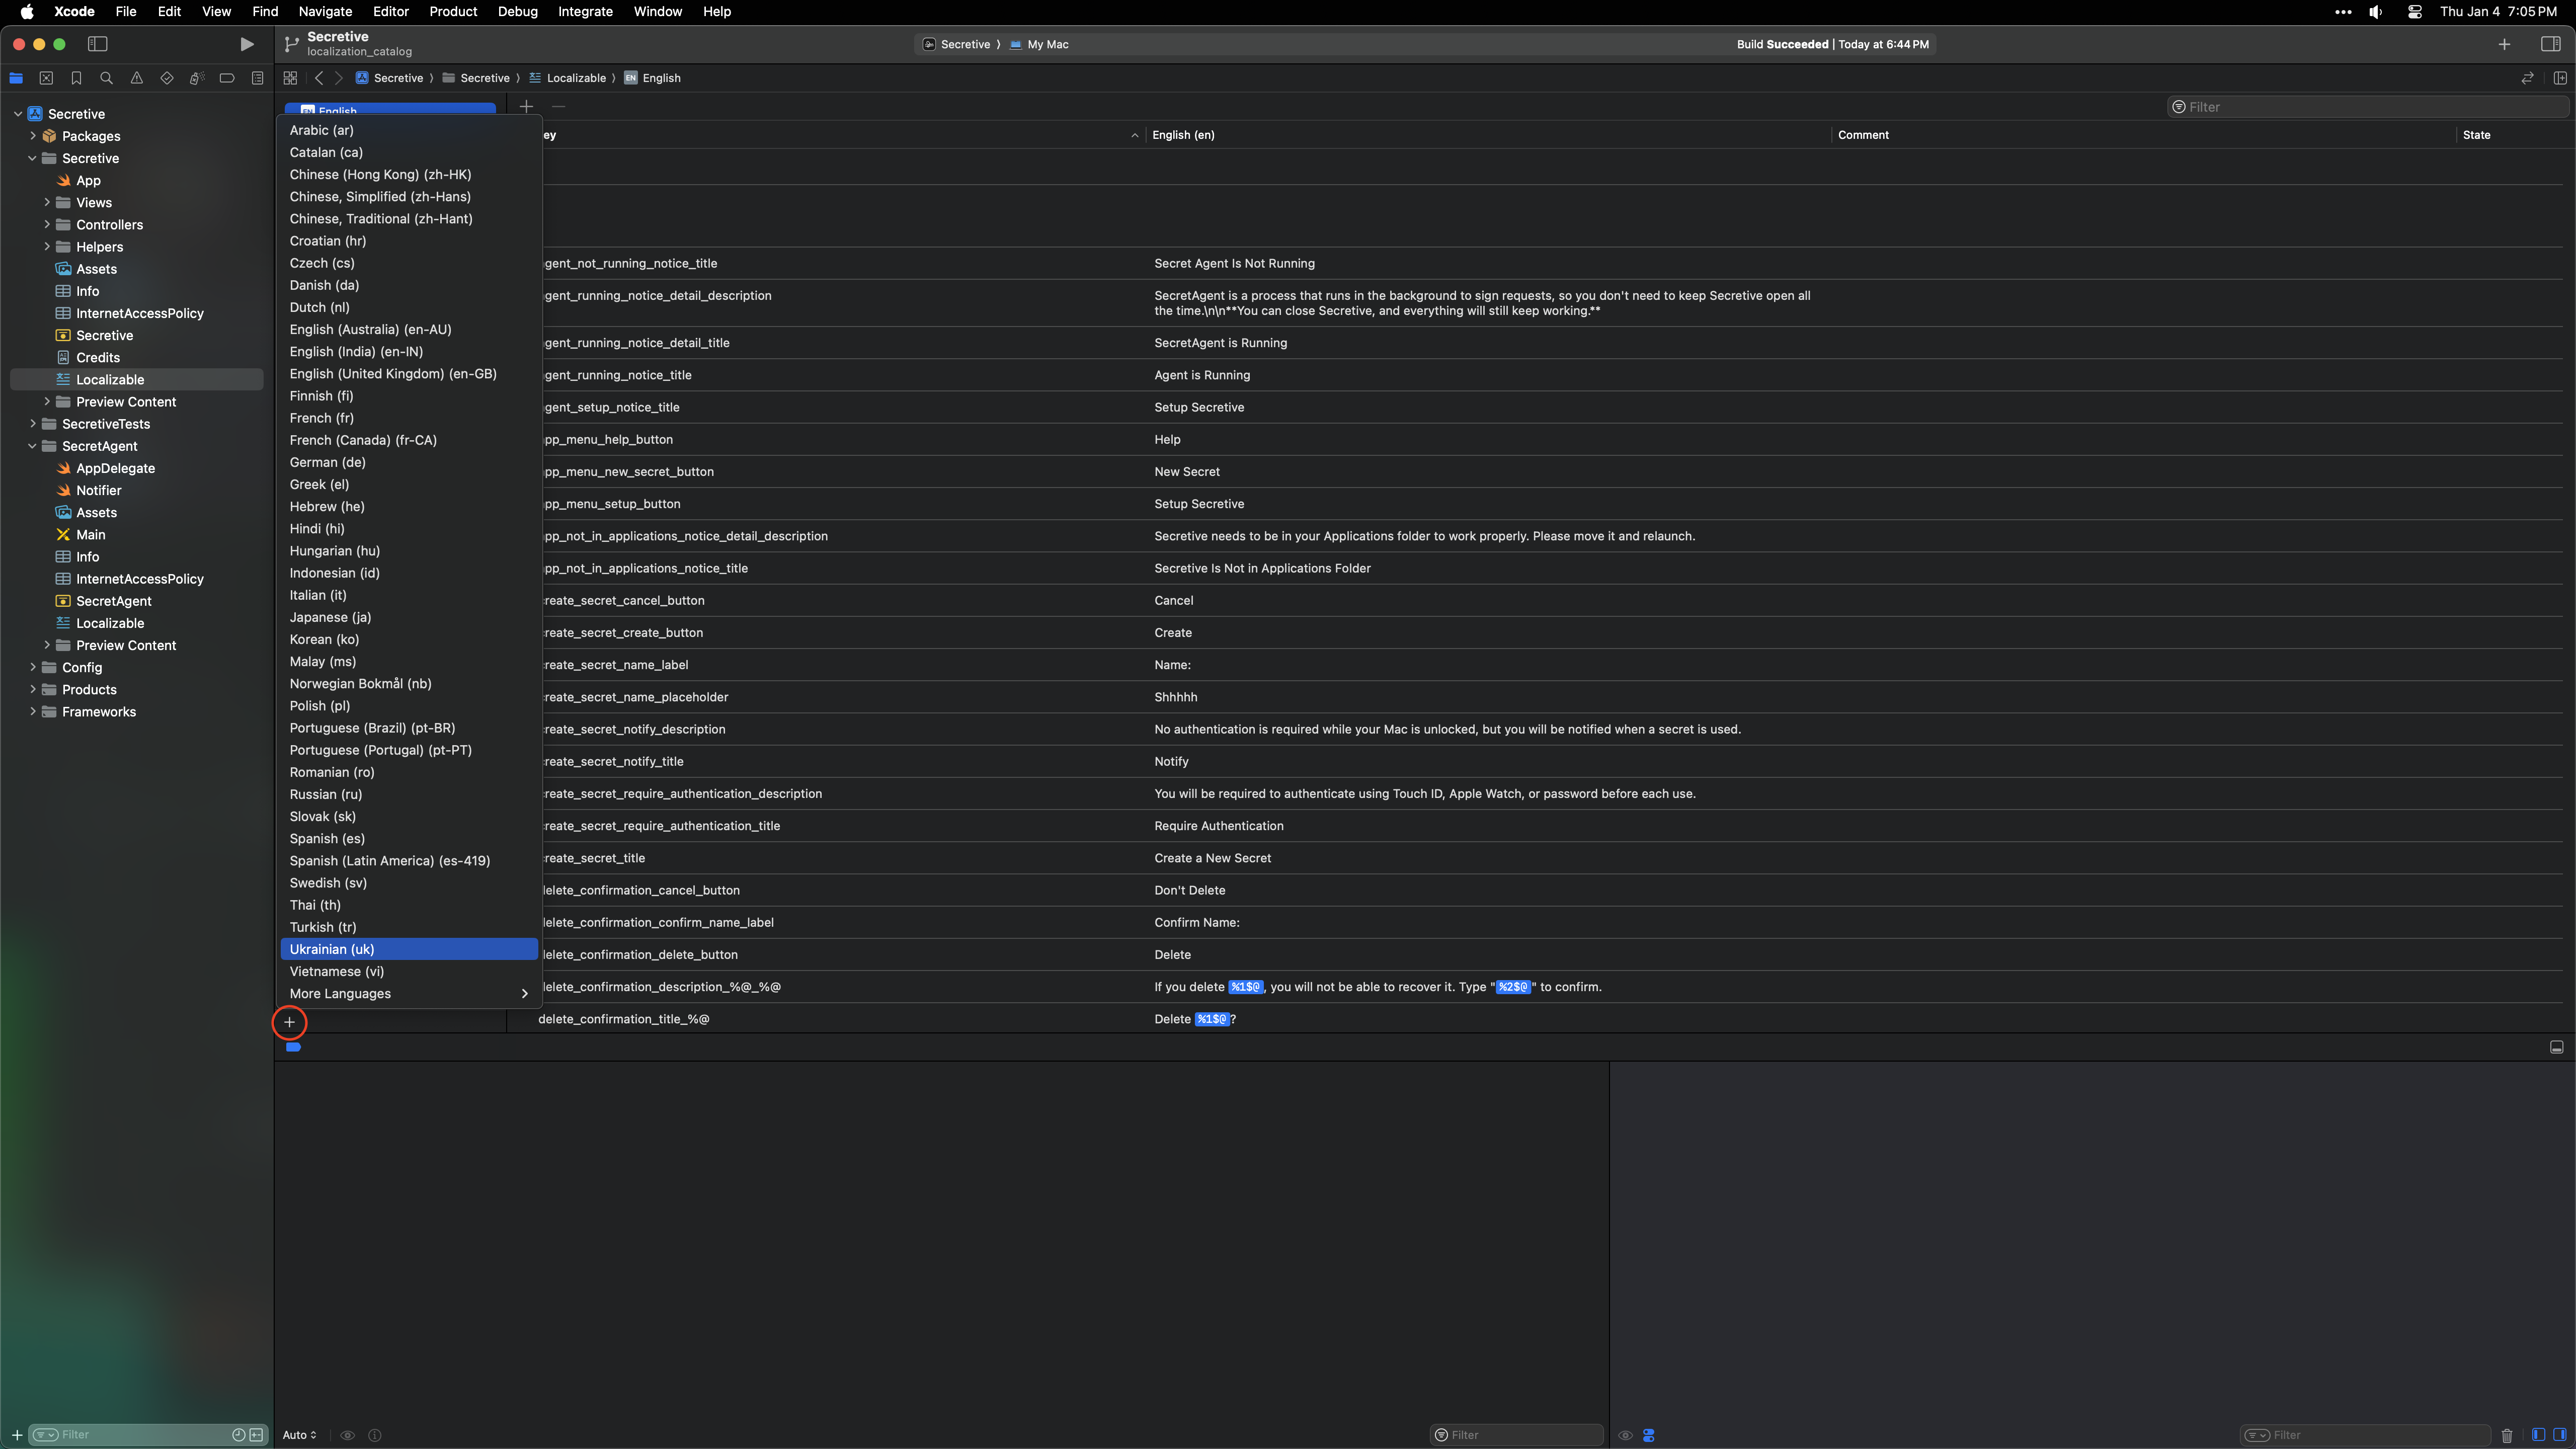 Xcode File Edit View Find Navigate Editor Product Debug Integrate Window Help
Thu Jan 4 7:05 PM
Secretive
localization_catalog
Secretive 〉 My Mac
Build Succeeded | Today at 6:44 PM
Secretive 〉 Secretive 〉 Localizable 〉 EN English
Secretive
Packages
Secretive
App
Views
Controllers
Helpers
Assets
Info
InternetAccessPolicy
Secretive
Credits
Localizable
Preview Content
SecretiveTests
SecretAgent
AppDelegate
Notifier
Assets
Main
Info
InternetAccessPolicy
SecretAgent
Localizable
Preview Content
Config
Products
Frameworks
Filter
EN English
Arabic (ar)
Catalan (ca)
Chinese (Hong Kong) (zh-HK)
Chinese, Simplified (zh-Hans)
Chinese, Traditional (zh-Hant)
Croatian (hr)
Czech (cs)
Danish (da)
Dutch (nl)
English (Australia) (en-AU)
English (India) (en-IN)
English (United Kingdom) (en-GB)
Finnish (fi)
French (fr)
French (Canada) (fr-CA)
German (de)
Greek (el)
Hebrew (he)
Hindi (hi)
Hungarian (hu)
Indonesian (id)
Italian (it)
Japanese (ja)
Korean (ko)
Malay (ms)
Norwegian Bokmål (nb)
Polish (pl)
Portuguese (Brazil) (pt-BR)
Portuguese (Portugal) (pt-PT)
Romanian (ro)
Russian (ru)
Slovak (sk)
Spanish (es)
Spanish (Latin America) (es-419)
Swedish (sv)
Thai (th)
Turkish (tr)
Ukrainian (uk)
Vietnamese (vi)
More Languages
Filter
ey English (en) Comment State
gent_not_running_notice_title Secret Agent Is Not Running
gent_running_notice_detail_description SecretAgent is a process that runs in the background to sign requests, so you don't need to keep Secretive open all
the time.\n\n**You can close Secretive, and everything will still keep working.**
gent_running_notice_detail_title SecretAgent is Running
gent_running_notice_title Agent is Running
gent_setup_notice_title Setup Secretive
pp_menu_help_button Help
pp_menu_new_secret_button New Secret
pp_menu_setup_button Setup Secretive
pp_not_in_applications_notice_detail_description Secretive needs to be in your Applications folder to work properly. Please move it and relaunch.
pp_not_in_applications_notice_title Secretive Is Not in Applications Folder
reate_secret_cancel_button Cancel
reate_secret_create_button Create
reate_secret_name_label Name:
reate_secret_name_placeholder Shhhhh
reate_secret_notify_description No authentication is required while your Mac is unlocked, but you will be notified when a secret is used.
reate_secret_notify_title Notify
reate_secret_require_authentication_description You will be required to authenticate using Touch ID, Apple Watch, or password before each use.
reate_secret_require_authentication_title Require Authentication
reate_secret_title Create a New Secret
lelete_confirmation_cancel_button Don't Delete
lelete_confirmation_confirm_name_label Confirm Name:
lelete_confirmation_delete_button Delete
lelete_confirmation_description_%@_%@ If you delete %1$@, you will not be able to recover it. Type "%2$@" to confirm.
delete_confirmation_title_%@ Delete %1$@?
Auto
Filter
Filter